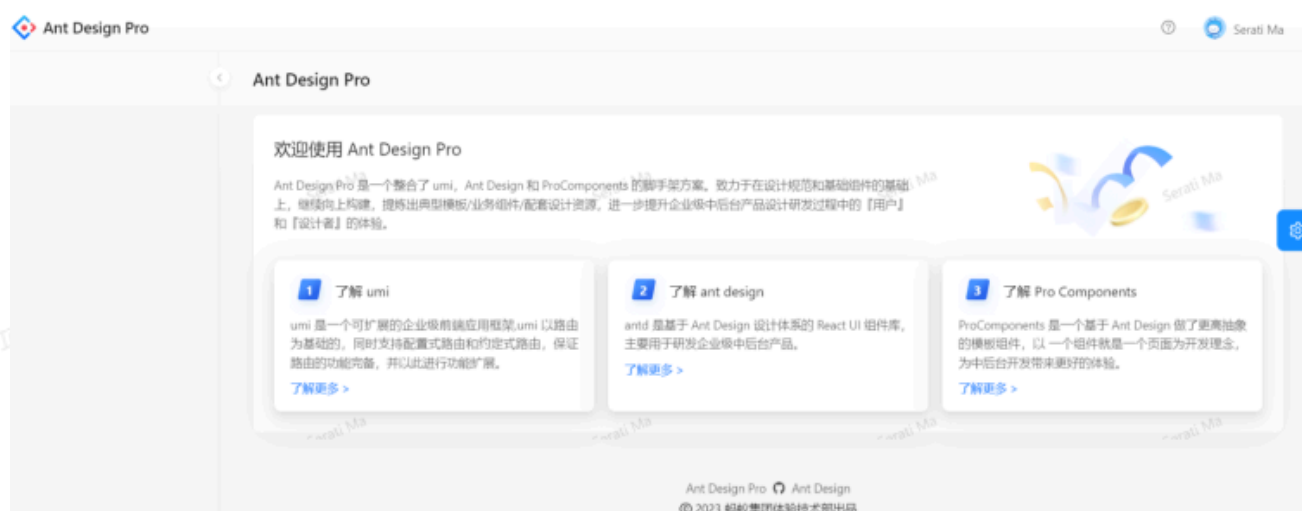 Ant Design Pro
Serati Ma
Ant Design Pro
欢迎使用 Ant Design Pro
Ant Design Pro 是一个整合了 umi，Ant Design 和 ProComponents 的脚手架方案。致力于在设计规范和基础组件的基础
上，继续向上构建，提炼出典型模板/业务组件/配套设计资源，进一步提升企业级中后台产品设计研发过程中的『用户』
和『设计者』的体验。
Serati Ma
Serati Ma
1
了解 umi
umi 是一个可扩展的企业级前端应用框架,umi 以路由
为基础的，同时支持配置式路由和约定式路由，保证
路由的功能完备，并以此进行功能扩展。
了解更多 >
2
了解 ant design
antd 是基于 Ant Design 设计体系的 React UI 组件库，
主要用于研发企业级中后台产品。
了解更多 >
3
了解 Pro Components
ProComponents 是一个基于 Ant Design 做了更高抽象
的模板组件，以 一个组件就是一个页面为开发理念，
为中后台开发带来更好的体验。
了解更多 >
Serati Ma
Serati Ma
Serati Ma
Serati Ma
Ant Design Pro
Ant Design
© 2023 蚂蚁集团体验技术部出品